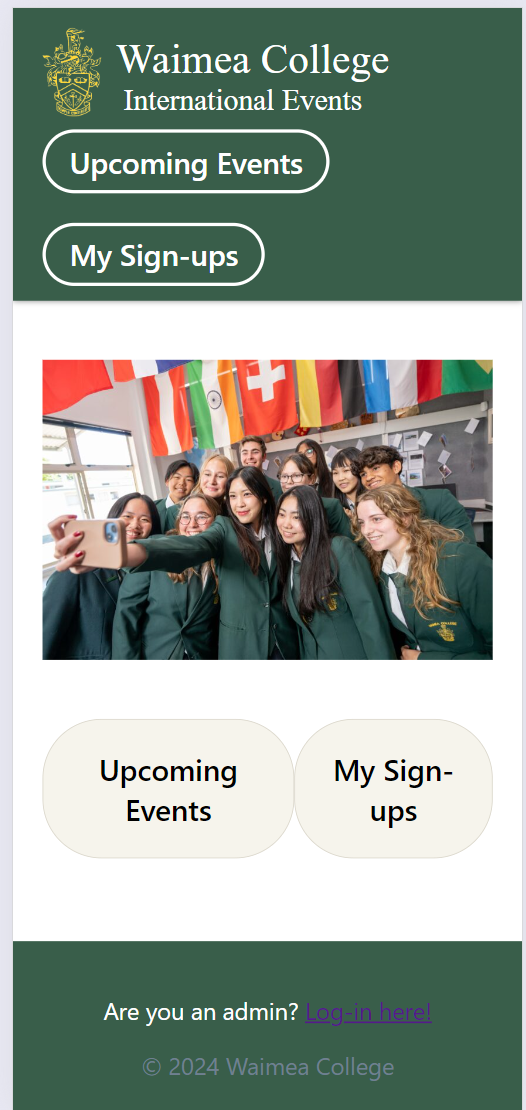 Waimea College
International Events
Upcoming Events
My Sign-ups
Upcoming
Events
My Sign-
ups
Are you an admin? Log-in here!
© 2024 Waimea College